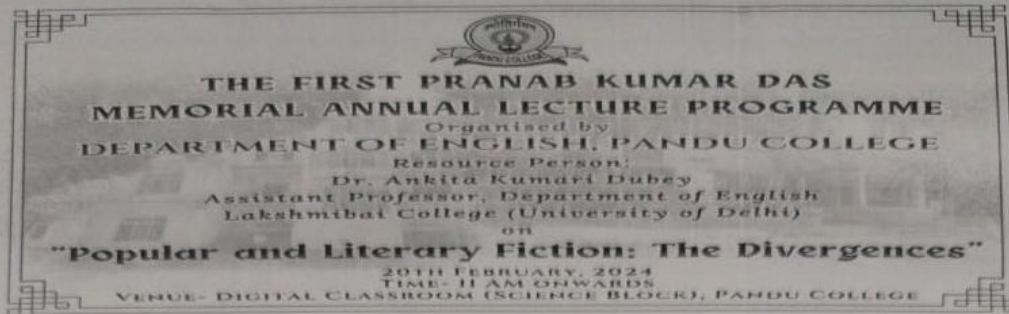 PANDU COLLEGE
THE FIRST PRANAB KUMAR DAS
MEMORIAL ANNUAL LECTURE PROGRAMME
Organised by
DEPARTMENT OF ENGLISH, PANDU COLLEGE
Resource Person:
Dr. Ankita Kumari Dubey
Assistant Professor, Department of English
Lakshmibai College (University of Delhi)
on
"Popular and Literary Fiction: The Divergences"
20TH FEBRUARY, 2024
TIME- 11 AM ONWARDS
VENUE- DIGITAL CLASSROOM (SCIENCE BLOCK), PANDU COLLEGE